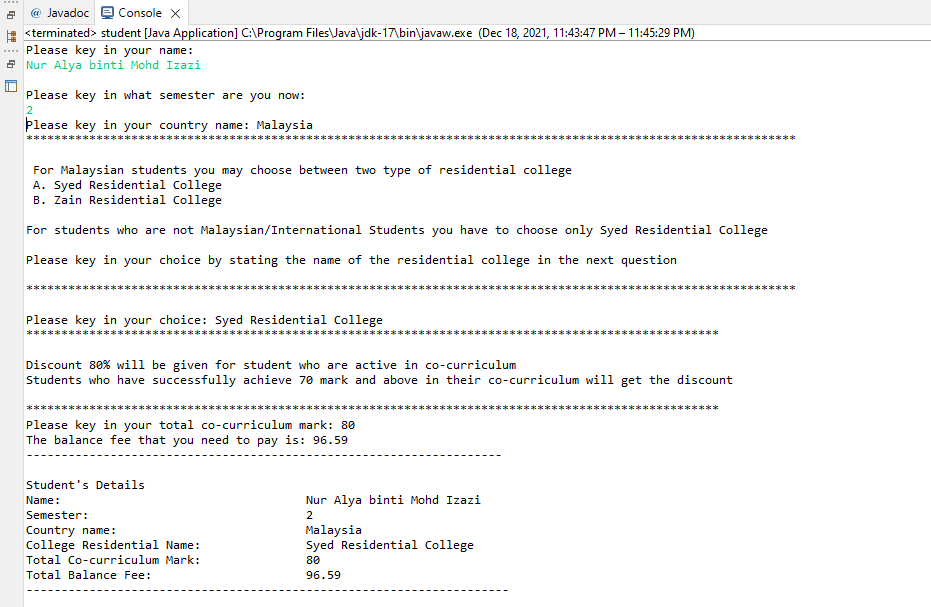 @ Javadoc Console
<terminated> student [Java Application] C:\Program Files\Java\jdk-17\bin\javaw.exe (Dec 18, 2021, 11:43:47 PM – 11:45:29 PM)
Please key in your name:
Nur Alya binti Mohd Izazi
Please key in what semester are you now:
2
Please key in your country name: Malaysia
**************************************************************************************************************
For Malaysian students you may choose between two type of residential college
A. Syed Residential College
B. Zain Residential College
For students who are not Malaysian/International Students you have to choose only Syed Residential College
Please key in your choice by stating the name of the residential college in the next question
**************************************************************************************************************
Please key in your choice: Syed Residential College
***************************************************************************************************
Discount 80% will be given for student who are active in co-curriculum
Students who have successfully achieve 70 mark and above in their co-curriculum will get the discount
***************************************************************************************************
Please key in your total co-curriculum mark: 80
The balance fee that you need to pay is: 96.59
--------------------------------------------------------------------
Student's Details
Name: Nur Alya binti Mohd Izazi
Semester: 2
Country name: Malaysia
College Residential Name: Syed Residential College
Total Co-curriculum Mark: 80
Total Balance Fee: 96.59
---------------------------------------------------------------------